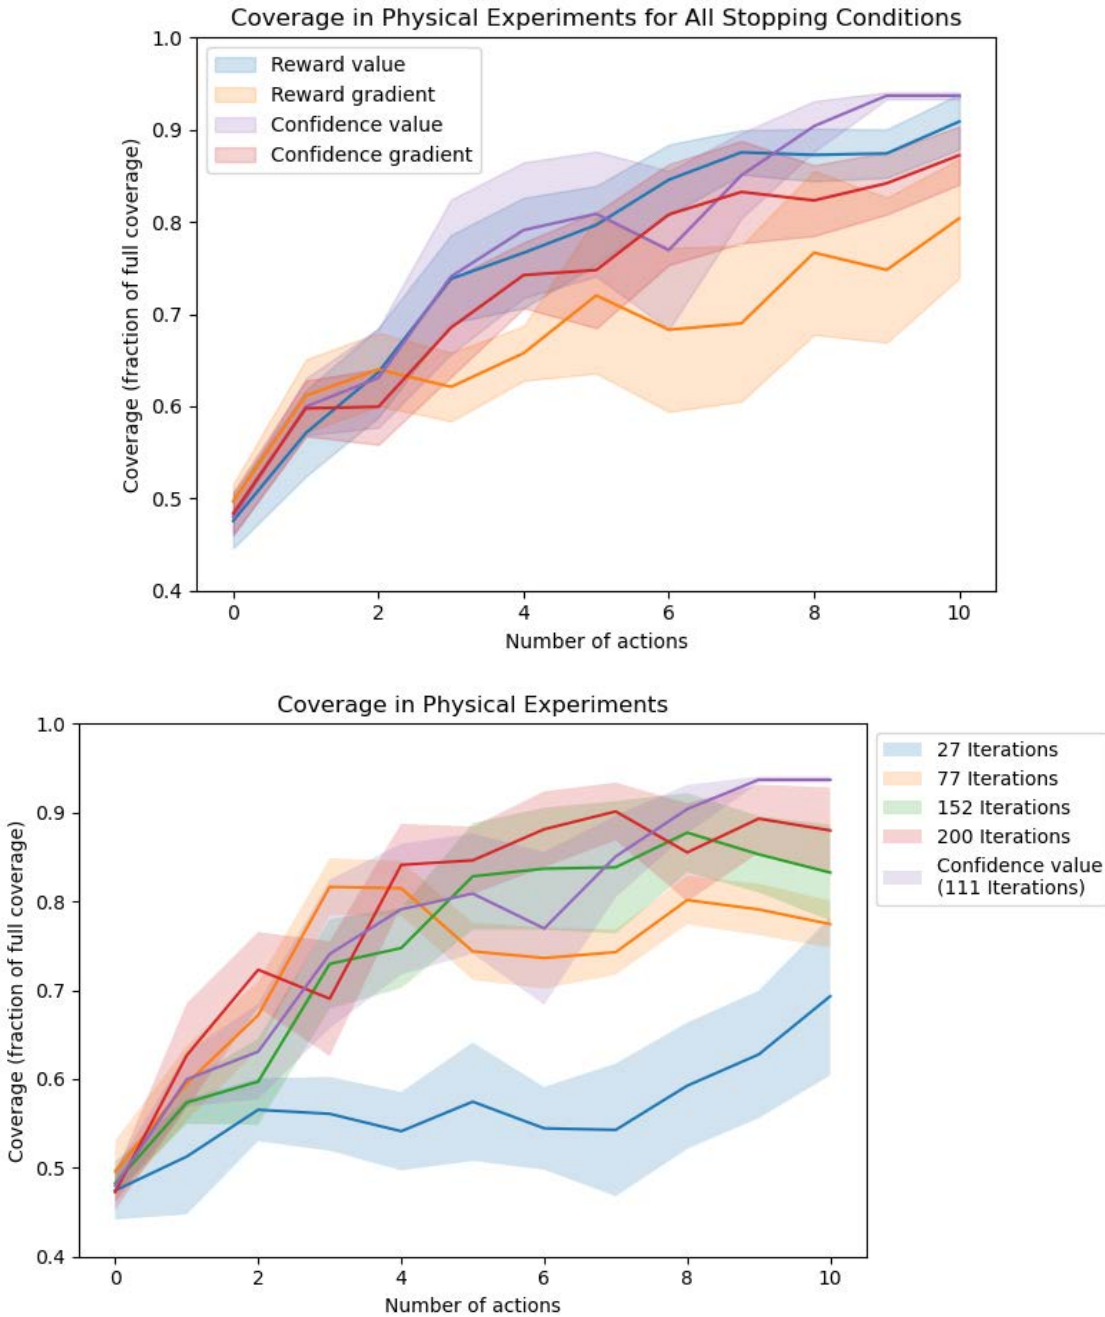 Coverage in Physical Experiments for All Stopping Conditions
1.0
0.9
0.8
0.7
0.6
0.5
0.4
Coverage (fraction of full coverage)
Reward value
Reward gradient
Confidence value
Confidence gradient
0 2 4 6 8 10
Number of actions
Coverage in Physical Experiments
1.0
0.9
0.8
0.7
0.6
0.5
0.4
Coverage (fraction of full coverage)
0 2 4 6 8 10
Number of actions
27 Iterations
77 Iterations
152 Iterations
200 Iterations
Confidence value
(111 Iterations)